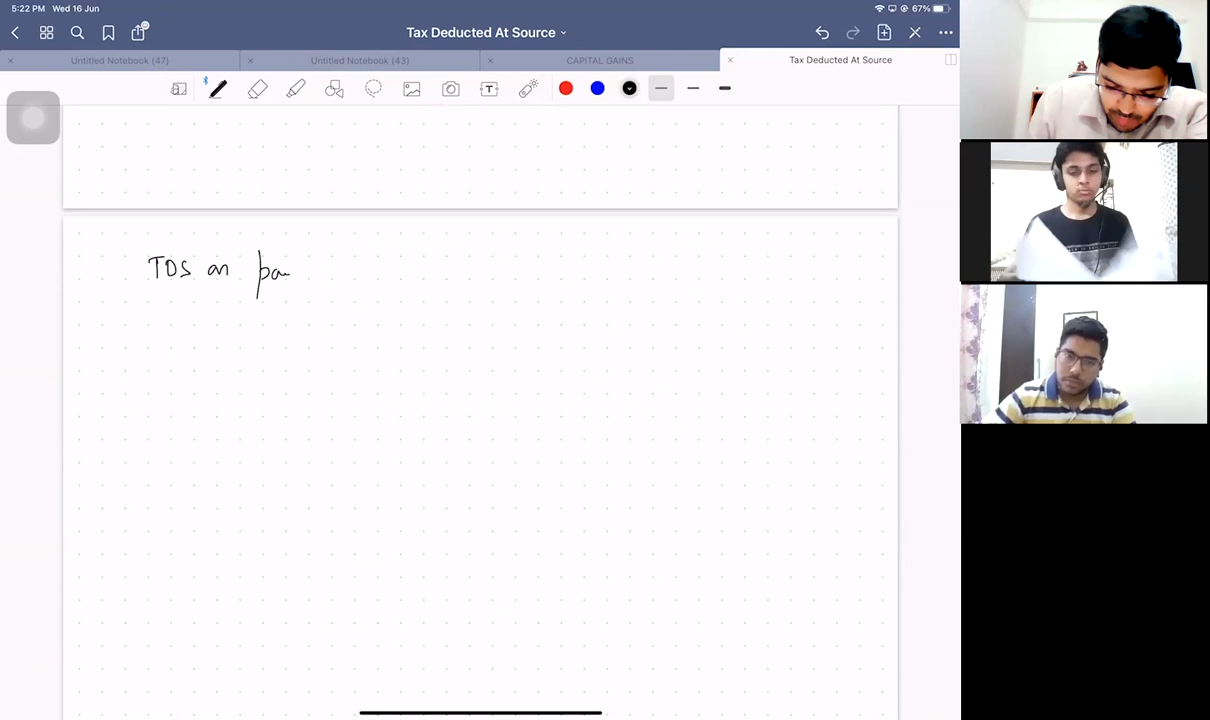 5:22 PM Wed 16 Jun
67%
Tax Deducted At Source
Untitled Notebook (47)
Untitled Notebook (43)
CAPITAL GAINS
Tax Deducted At Source
T
TDS on pa